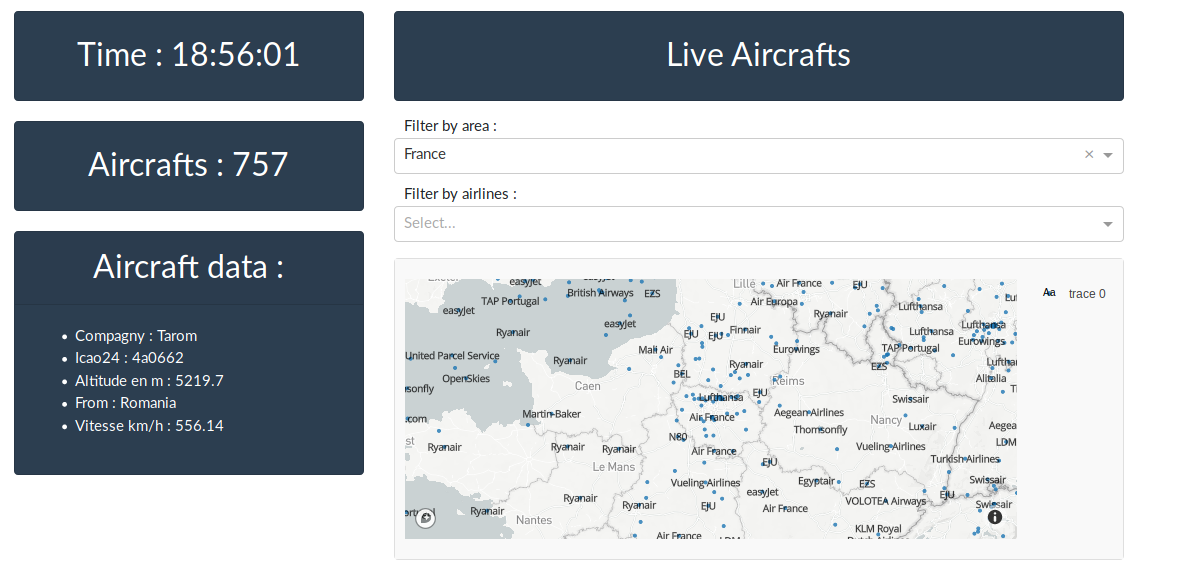 Time : 18:56:01
Aircrafts : 757
Aircraft data :
Compagny : Tarom
Icao24 : 4a0662
Altitude en m : 5219.7
From : Romania
Vitesse km/h : 556.14
Live Aircrafts
Filter by area :
France
Filter by airlines :
Select...
easyJet
Lille
Air France
EJU
TAP Portugal
British Airways
EZS
Air Europa
Lufthansa
easyJet
Ryanair
EJU
easyJet
Lufthansa
Ryanair
EJU
EJU
Finnair
Lufthansa
TAP Portugal
Eurowings
United Parcel Service
Ryanair
Mali Air
Eurowings
Ryanair
EZS
OpenSkies
BEL
Reims
Alitalia
Caen
Lufthansa
EJU
Swissair
.com
Martin-Baker
Air France
Aegean Airlines
Nancy
Luxair
Thomsonfly
Ryanair
Ryanair
Ryanair
Air France
Vueling Airlines
LDM
Le Mans
EJU
Turkish Airlines
Vueling Airlines
Egyptair
EZS
Swissair
Ryanair
Ryanair
EJU
easyJet
VOLOTEA Airways
EJU
Swissair
Ryanair
Nantes
Air France
Air France
KLM Royal
Aa
trace 0